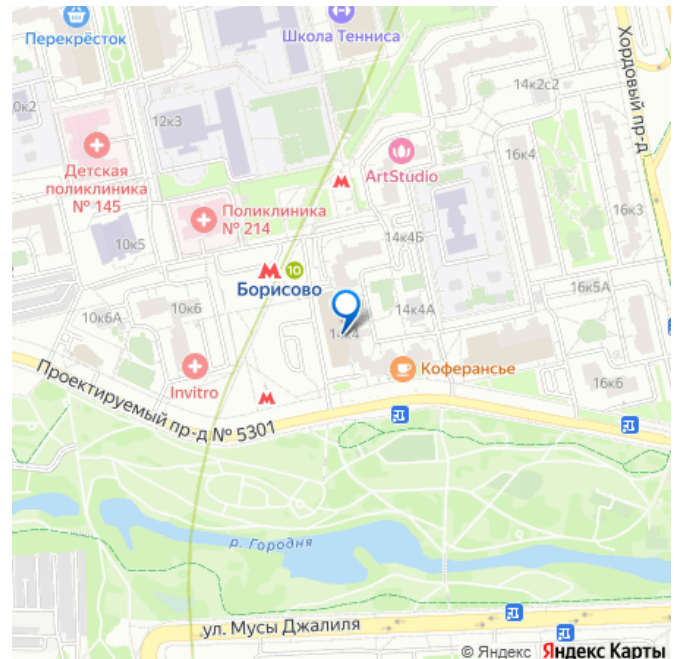 Перекрёсток
Школа Тенниса
Хордовый пр-д
14к2с2
0к2
12к3
Детская
поликлиника
№ 145
ArtStudio
16к4
Поликлиника
№ 214
16к3
10к5
14к4Б
М 10
Борисово
16к5А
10к6А
10к6
14к4А
14к4
Invitro
Коферансье
16к6
Проектируемый пр-д № 5301
р. Городня
ул. Мусы Джалиля
© Яндекс Яндекс Карты